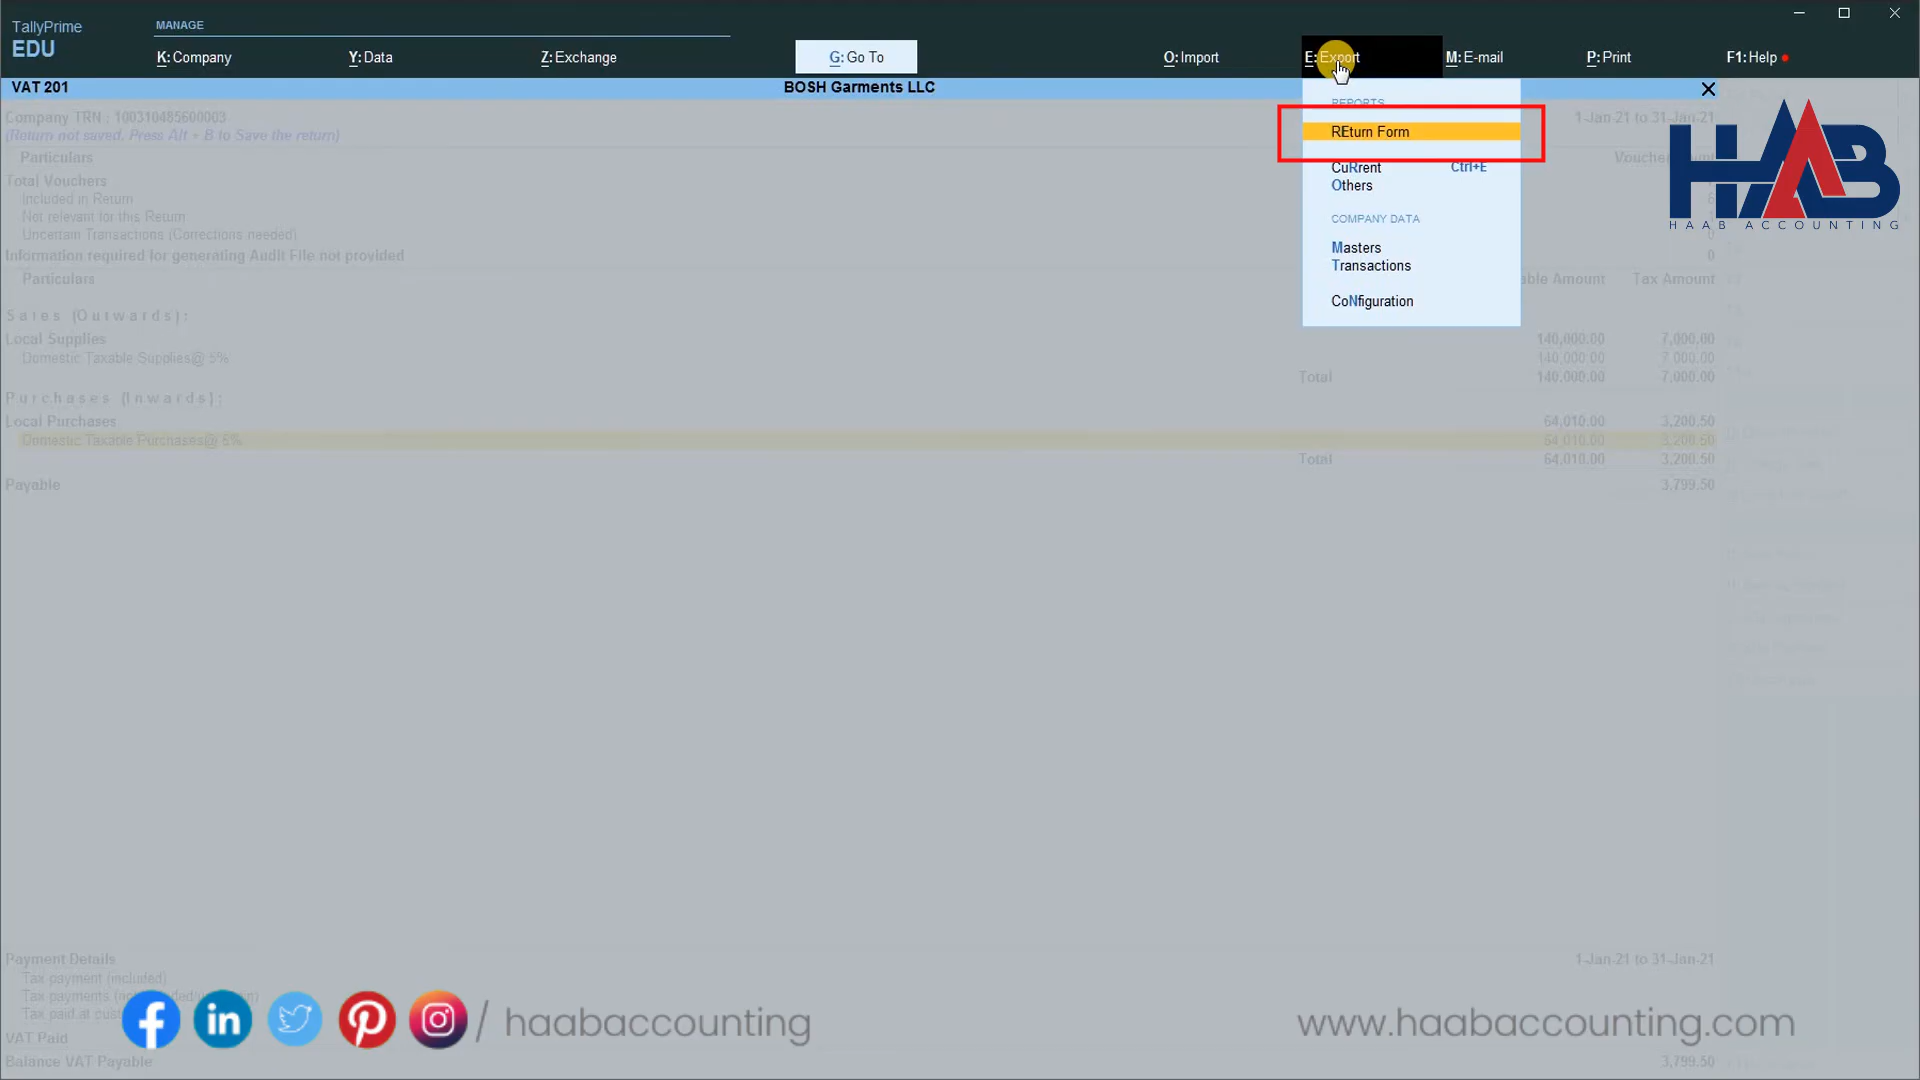 TallyPrime
EDU
MANAGE
K: Company
Y: Data
Z: Exchange
G: Go To
O: Import
E: Export
M: E-mail
P: Print
F1: Help
VAT 201
BOSH Garments LLC
REPORTS
REturn Form
CuRrent Ctrl+E
Others
COMPANY DATA
Masters
Transactions
CoNfiguration
HAAB
HAAB ACCOUNTING
Company TRN : 100310485600003
1-Jan-21 to 31-Jan-21
(Return not saved. Press Alt + B to Save the return)
Particulars
Total Vouchers
Included in Return
Not relevant for this Return
Uncertain Transactions (Corrections needed)
0
Information required for generating Audit File not provided
0
Particulars
Amount Tax Amount
Sales (Outwards):
Local Supplies 140,000.00 7,000.00
Domestic Taxable Supplies@ 5% 140,000.00 7,000.00
Total 140,000.00 7,000.00
Purchases (Inwards):
Local Purchases 64,010.00 3,200.50
Domestic Taxable Purchases@ 5% 64,010.00 3,200.50
Total 64,010.00 3,200.50
Payable 3,799.50
Payment Details 1-Jan-21 to 31-Jan-21
Tax payment (included)
Tax payments
Tax paid at
/ haabaccounting
www.haabaccounting.com
VAT Paid
Balance VAT Payable 3,799.50